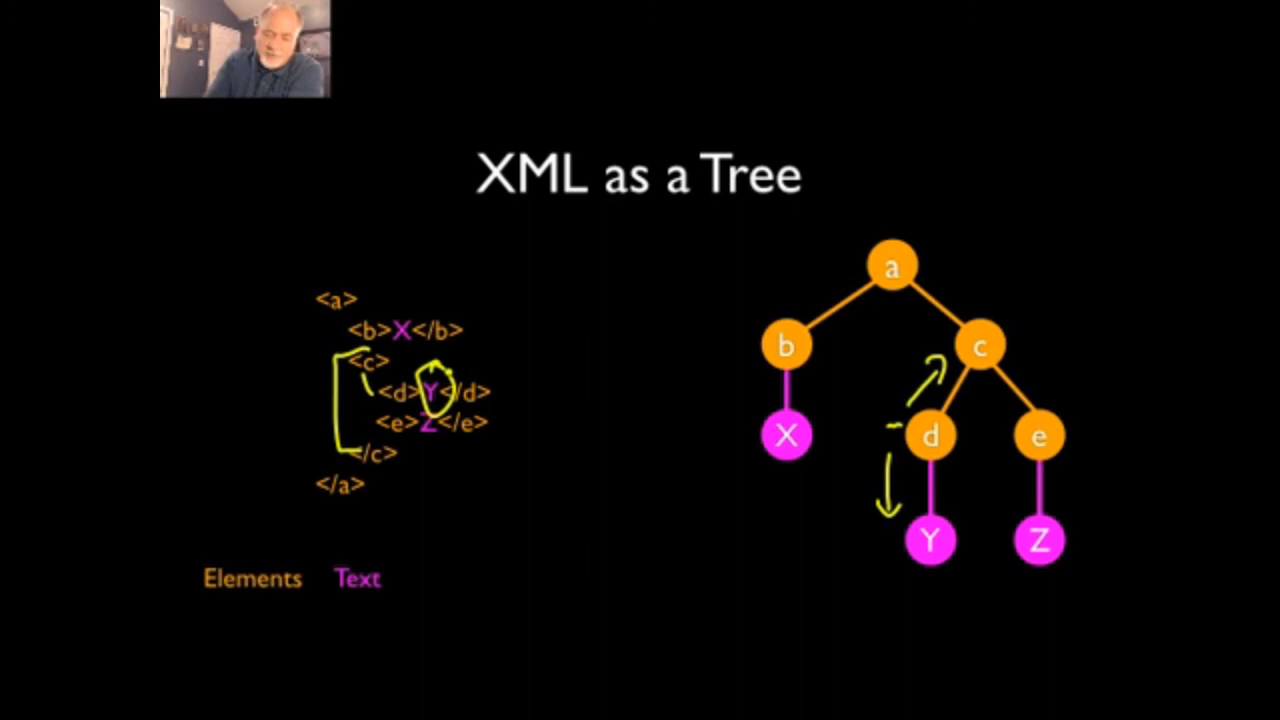 XML as a Tree
<a>
<b>X</b>
<c>
<d>Y</d>
<e>Z</e>
</c>
</a>
Elements Text
a
b c
X d e
Y Z